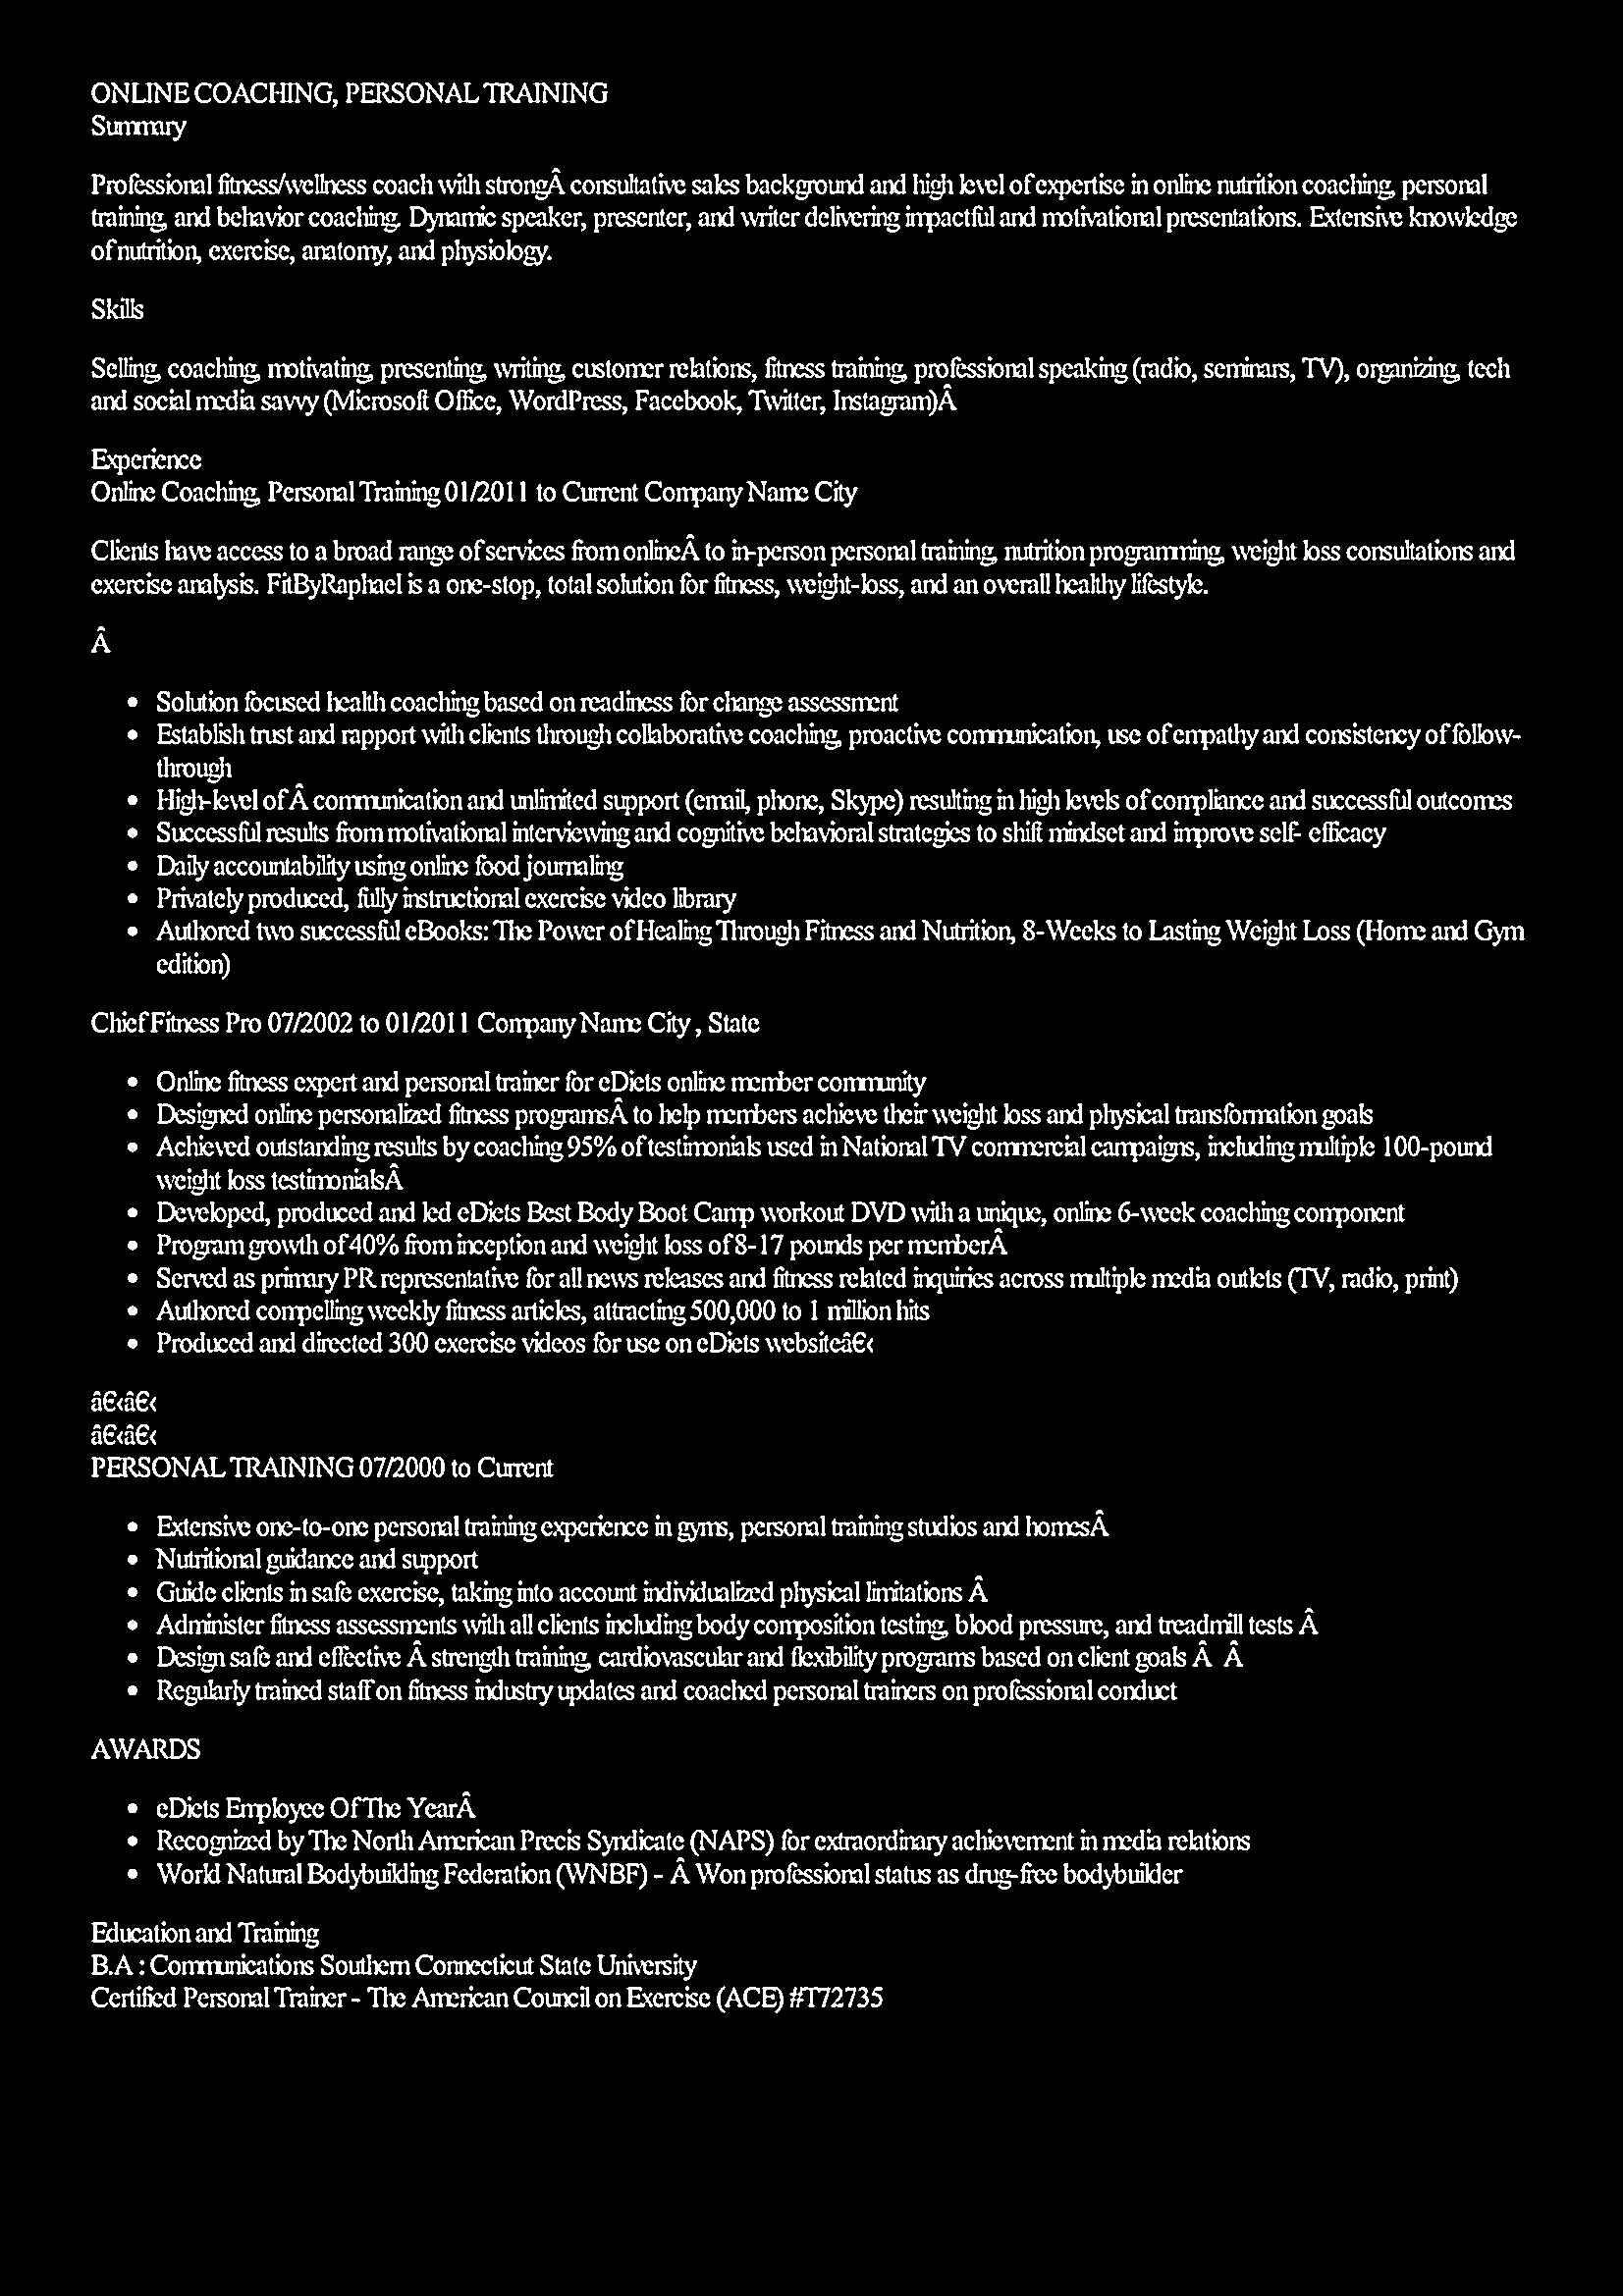 ONLINE COACHING, PERSONAL TRAINING
Summary
Professional fitness/wellness coach with strongÂ consultative sales background and high level of expertise in online nutrition coaching, personal
training, and behavior coaching. Dynamic speaker, presenter, and writer delivering impactful and motivational presentations. Extensive knowledge
of nutrition, exercise, anatomy, and physiology.
Skills
Selling, coaching, motivating, presenting, writing, customer relations, fitness training, professional speaking (radio, seminars, TV), organizing, tech
and social media savvy (Microsoft Office, WordPress, Facebook, Twitter, Instagram)Â
Experience
Online Coaching, Personal Training 01/2011 to Current Company Name City
Clients have access to a broad range of services from onlineÂ to in-person personal training, nutrition programming, weight loss consultations and
exercise analysis. FitByRaphael is a one-stop, total solution for fitness, weight-loss, and an overall healthy lifestyle.
Â
• Solution focused health coaching based on readiness for change assessment
• Establish trust and rapport with clients through collaborative coaching, proactive communication, use of empathy and consistency of follow-
through
• High-level of Â communication and unlimited support (email, phone, Skype) resulting in high levels of compliance and successful outcomes
• Successful results from motivational interviewing and cognitive behavioral strategies to shift mindset and improve self- efficacy
• Daily accountability using online food journaling
• Privately produced, fully instructional exercise video library
• Authored two successful eBooks: The Power of Healing Through Fitness and Nutrition, 8-Weeks to Lasting Weight Loss (Home and Gym
edition)
Chief Fitness Pro 07/2002 to 01/2011 Company Name City , State
• Online fitness expert and personal trainer for eDiets online member community
• Designed online personalized fitness programsÂ to help members achieve their weight loss and physical transformation goals
• Achieved outstanding results by coaching 95% of testimonials used in National TV commercial campaigns, including multiple 100-pound
weight loss testimonialsÂ
• Developed, produced and led eDiets Best Body Boot Camp workout DVD with a unique, online 6-week coaching component
• Program growth of 40% from inception and weight loss of 8-17 pounds per memberÂ
• Served as primary PR representative for all news releases and fitness related inquiries across multiple media outlets (TV, radio, print)
• Authored compelling weekly fitness articles, attracting 500,000 to 1 million hits
• Produced and directed 300 exercise videos for use on eDiets websiteâ€‹
â€‹â€‹
â€‹â€‹
PERSONAL TRAINING 07/2000 to Current
• Extensive one-to-one personal training experience in gyms, personal training studios and homesÂ
• Nutritional guidance and support
• Guide clients in safe exercise, taking into account individualized physical limitations Â
• Administer fitness assessments with all clients including body composition testing, blood pressure, and treadmill tests Â
• Design safe and effective Â strength training, cardiovascular and flexibility programs based on client goals Â Â
• Regularly trained staff on fitness industry updates and coached personal trainers on professional conduct
AWARDS
• eDiets Employee Of The YearÂ
• Recognized by The North American Precis Syndicate (NAPS) for extraordinary achievement in media relations
• World Natural Bodybuilding Federation (WNBF) - Â Won professional status as drug-free bodybuilder
Education and Training
B.A : Communications Southern Connecticut State University
Certified Personal Trainer - The American Council on Exercise (ACE) #T72735